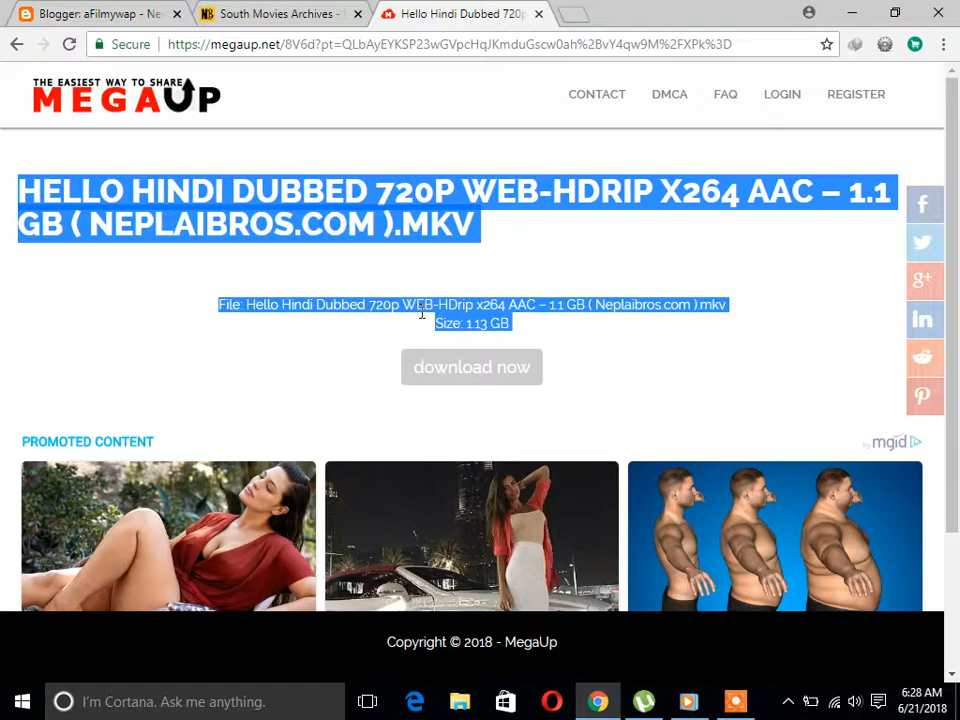 Blogger: aFilmywap - Ne
South Movies Archives -
Hello Hindi Dubbed 720p
Secure
https://megaup.net/8V6d?pt=QLbAyEYKSP23wGVpcHqJKmduGscw0ah%2BvY4qw9M%2FXPk%3D
THE EASIEST WAY TO SHARE
MEGAUP
CONTACT
DMCA
FAQ
LOGIN
REGISTER
HELLO HINDI DUBBED 720P WEB-HDRIP X264 AAC – 1.1
GB ( NEPLAIBROS.COM ).MKV
File: Hello Hindi Dubbed 720p WEB-HDrip x264 AAC – 1.1 GB ( Neplaibros.com ).mkv
Size: 1.13 GB
download now
PROMOTED CONTENT
by mgid
Copyright © 2018 - MegaUp
I'm Cortana. Ask me anything.
6:28 AM
6/21/2018